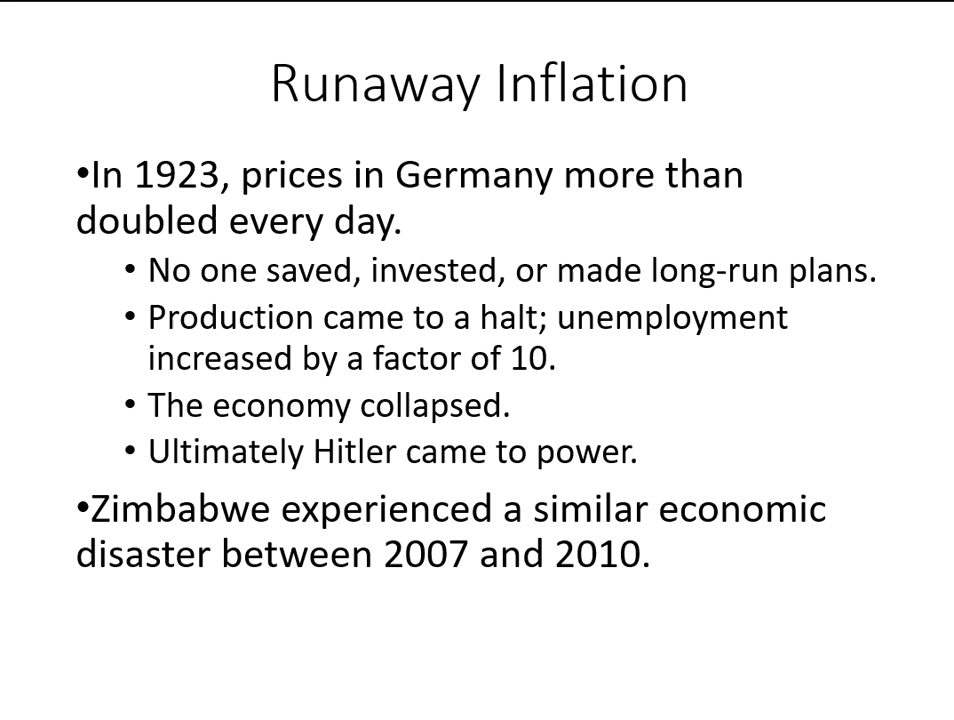 Runaway Inflation
•In 1923, prices in Germany more than
doubled every day.
• No one saved, invested, or made long-run plans.
• Production came to a halt; unemployment
increased by a factor of 10.
• The economy collapsed.
• Ultimately Hitler came to power.
•Zimbabwe experienced a similar economic
disaster between 2007 and 2010.